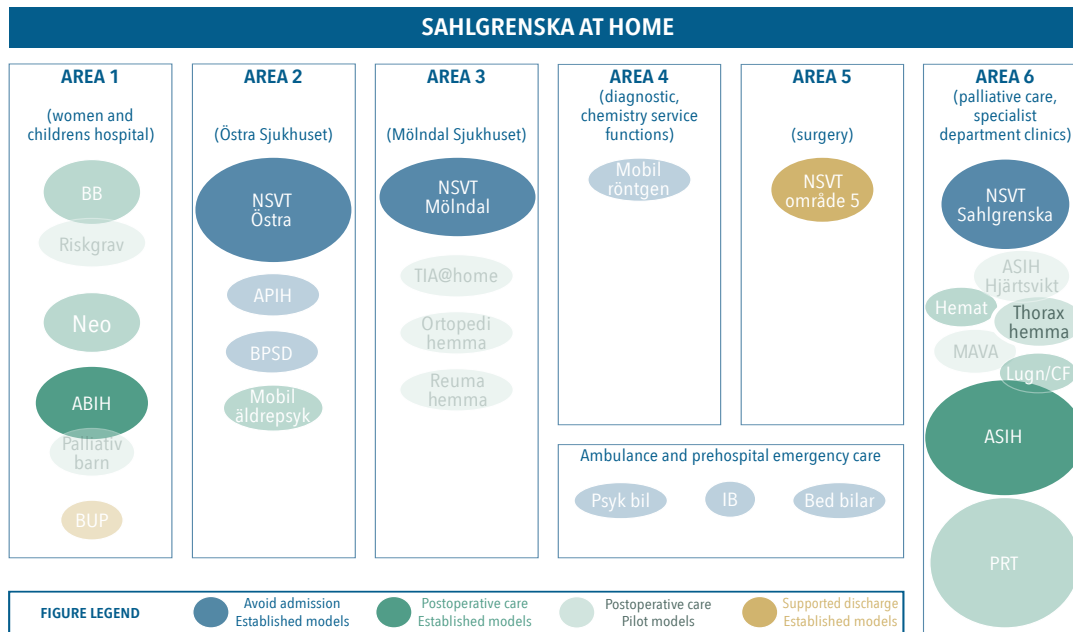 SAHLGRENSKA AT HOME
AREA 1
(women and
childrens hospital)
BB
Riskgrav
Neo
ABIH
Palliativ
barn
BUP
AREA 2
(Östra Sjukhuset)
NSVT
Östra
APIH
BPSD
Mobil
äldrepsyk
AREA 3
(Mölndal Sjukhuset)
NSVT
Mölndal
TIA@home
Ortopedi
hemma
Reuma
hemma
AREA 4
(diagnostic,
chemistry service
functions)
Mobil
röntgen
AREA 5
(surgery)
NSVT
område 5
Ambulance and prehospital emergency care
Psyk bil
IB
Bed bilar
AREA 6
(palliative care,
specialist
department clinics)
NSVT
Sahlgrenska
ASIH
Hjärtsvikt
Hemat
Thorax
hemma
MAVA
Lugn/CF
ASIH
PRT
FIGURE LEGEND
Avoid admission
Established models
Postoperative care
Established models
Postoperative care
Pilot models
Supported discharge
Established models